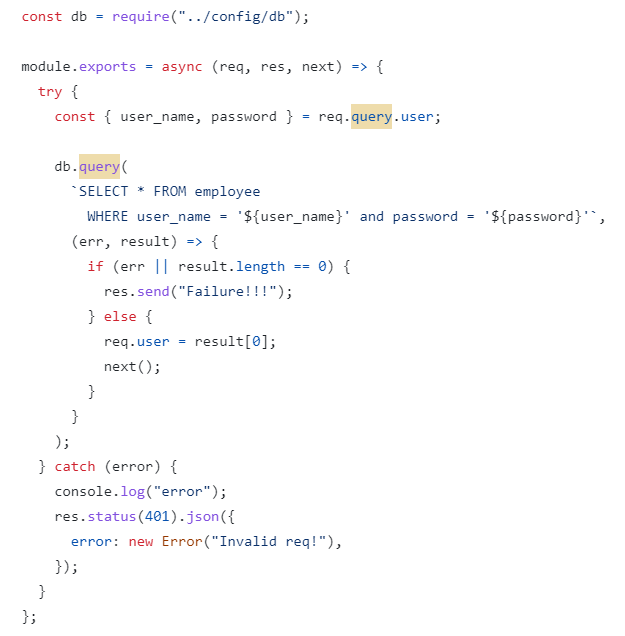 const db = require("../config/db");

module.exports = async (req, res, next) => {
  try {
    const { user_name, password } = req.query.user;

    db.query(
      `SELECT * FROM employee
        WHERE user_name = '${user_name}' and password = '${password}'`,
      (err, result) => {
        if (err || result.length == 0) {
          res.send("Failure!!!");
        } else {
          req.user = result[0];
          next();
        }
      }
    );
  } catch (error) {
    console.log("error");
    res.status(401).json({
      error: new Error("Invalid req!"),
    });
  }
};